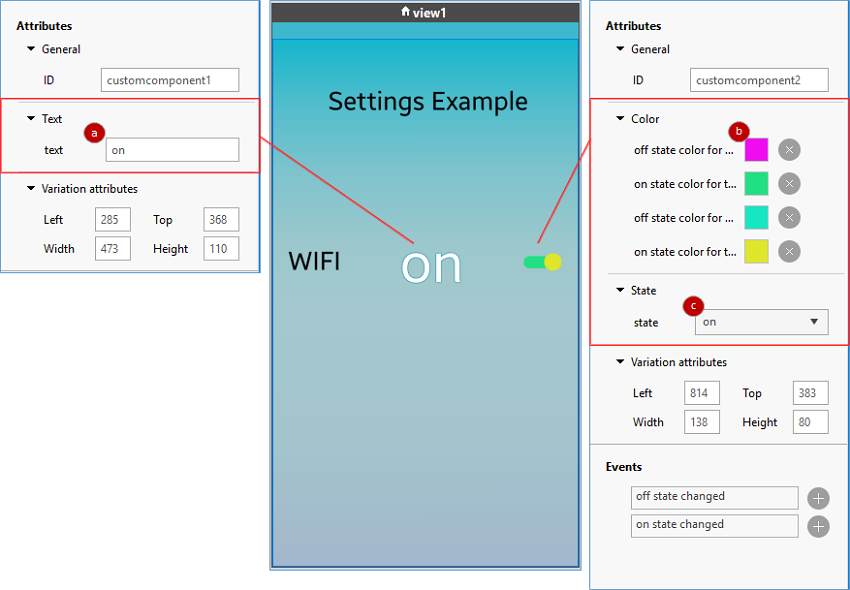 Attributes
General
ID customcomponent1
Text
a
text on
Variation attributes
Left 285 Top 368
Width 473 Height 110
view1
Settings Example
WIFI on
Attributes
General
ID customcomponent2
Color
b
off state color for ...
on state color for t...
off state color for ...
on state color for t...
State
c
state on
Variation attributes
Left 814 Top 383
Width 138 Height 80
Events
off state changed
on state changed